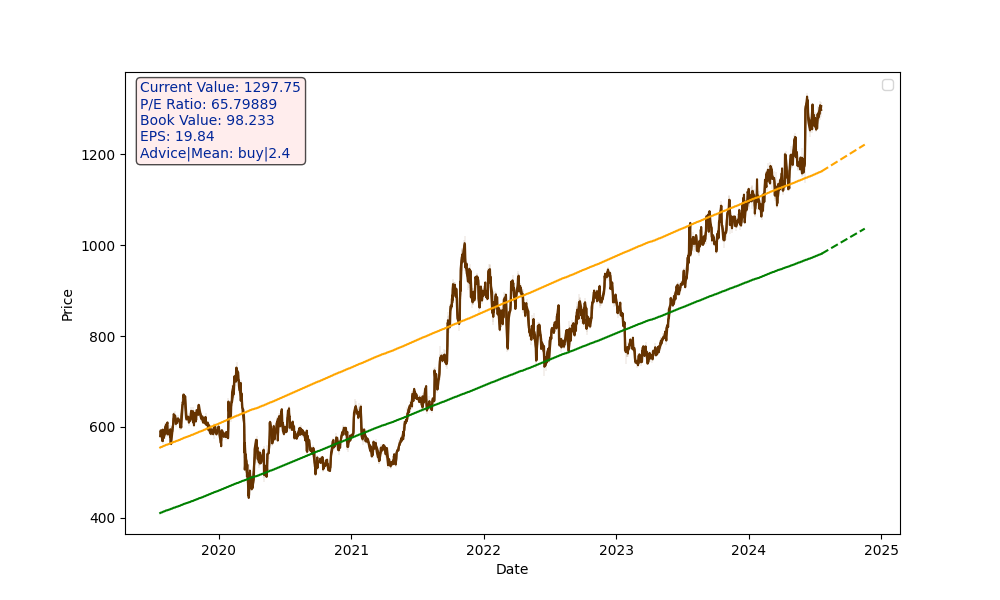 Current Value: 1297.75
P/E Ratio: 65.79889
Book Value: 98.233
EPS: 19.84
Advice|Mean: buy|2.4
1200
1000
800
600
400
Price
2020
2021
2022
2023
2024
2025
Date